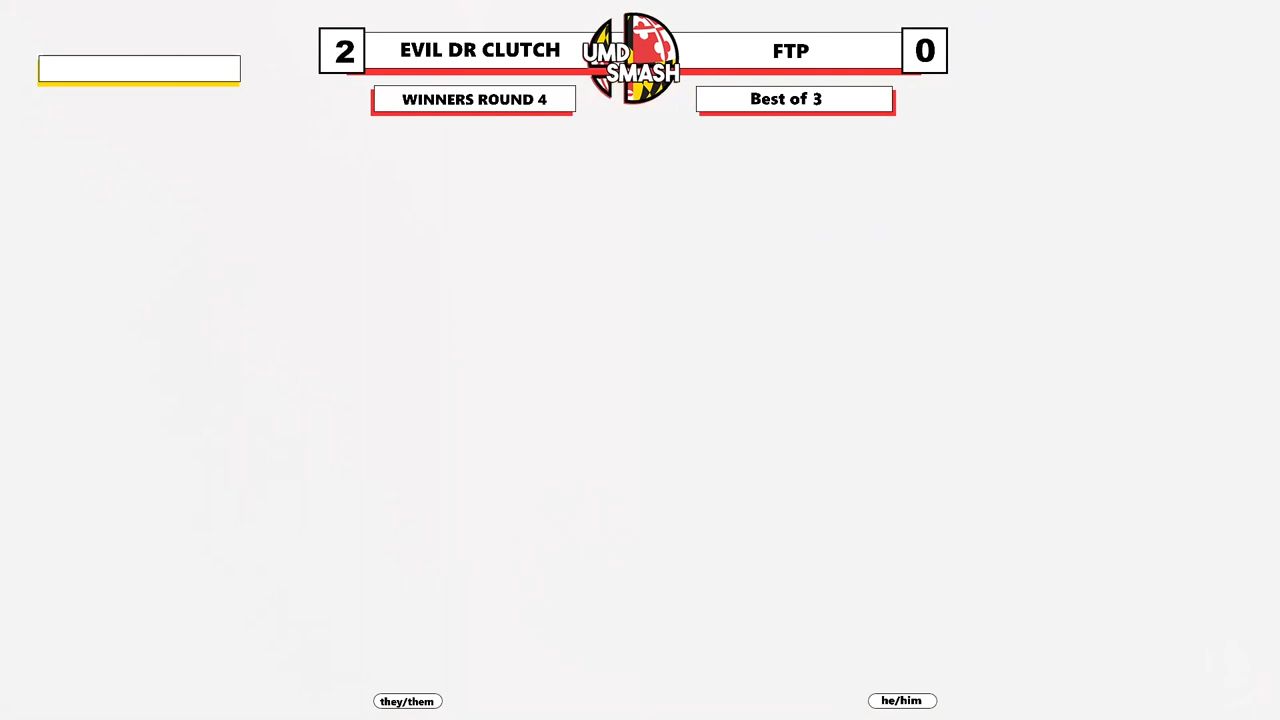 2
EVIL DR CLUTCH
UMD
SMASH
FTP
0
WINNERS ROUND 4
Best of 3
they/them
he/him